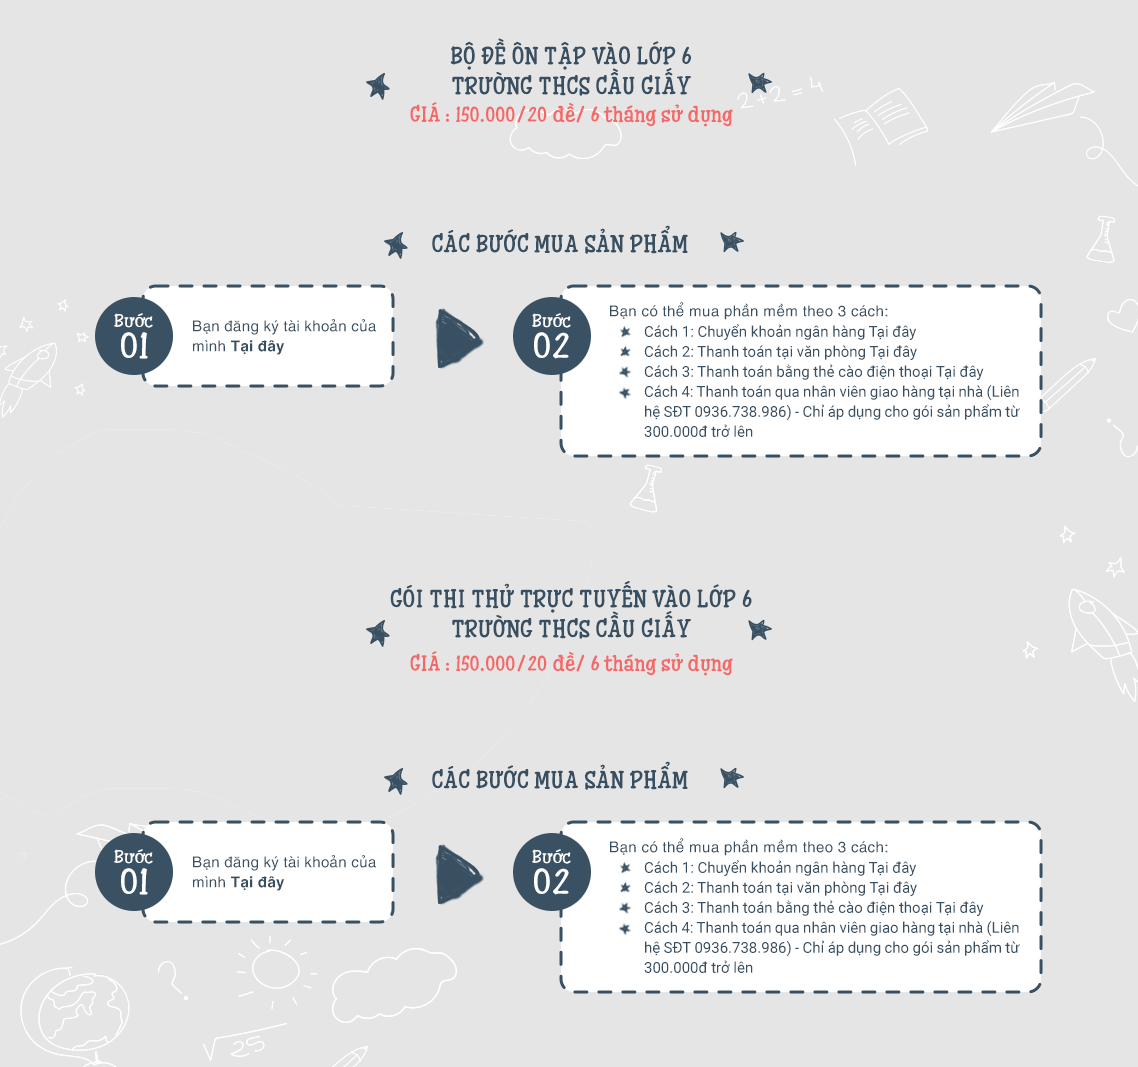 BỘ ĐỀ ÔN TẬP VÀO LỚP 6
TRƯỜNG THCS CẦU GIẤY
GIÁ : 150.000/20 đề/ 6 tháng sử dụng
2 + 2 = 4
CÁC BƯỚC MUA SẢN PHẨM
Bước
01
Bạn đăng ký tài khoản của
mình Tại đây
Bước
02
Bạn có thể mua phần mềm theo 3 cách:
Cách 1: Chuyển khoản ngân hàng Tại đây
Cách 2: Thanh toán tại văn phòng Tại đây
Cách 3: Thanh toán bằng thẻ cào điện thoại Tại đây
Cách 4: Thanh toán qua nhân viên giao hàng tại nhà (Liên
hệ SĐT 0936.738.986) - Chỉ áp dụng cho gói sản phẩm từ
300.000đ trở lên
GÓI THI THỬ TRỰC TUYẾN VÀO LỚP 6
TRƯỜNG THCS CẦU GIẤY
GIÁ : 150.000/20 đề/ 6 tháng sử dụng
CÁC BƯỚC MUA SẢN PHẨM
Bước
01
Bạn đăng ký tài khoản của
mình Tại đây
Bước
02
Bạn có thể mua phần mềm theo 3 cách:
Cách 1: Chuyển khoản ngân hàng Tại đây
Cách 2: Thanh toán tại văn phòng Tại đây
Cách 3: Thanh toán bằng thẻ cào điện thoại Tại đây
Cách 4: Thanh toán qua nhân viên giao hàng tại nhà (Liên
hệ SĐT 0936.738.986) - Chỉ áp dụng cho gói sản phẩm từ
300.000đ trở lên
√25